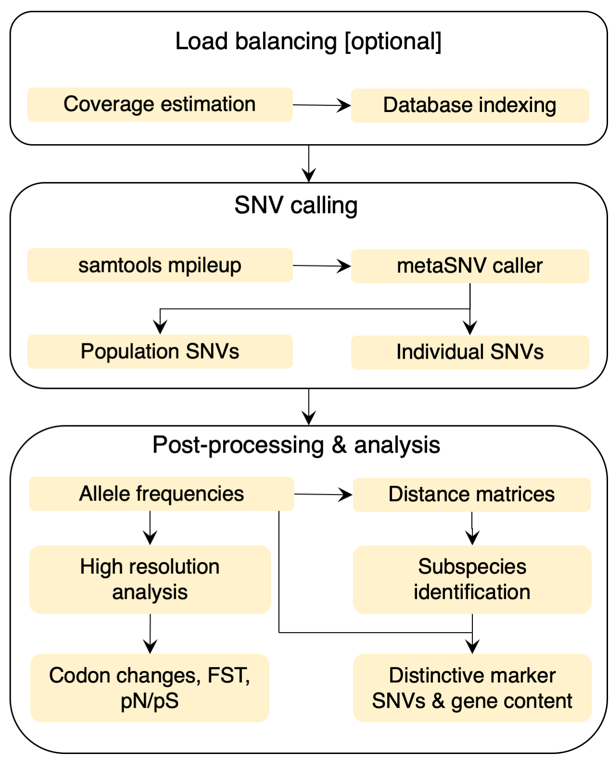 Load balancing [optional]
Coverage estimation
Database indexing
SNV calling
samtools mpileup
metaSNV caller
Population SNVs
Individual SNVs
Post-processing & analysis
Allele frequencies
Distance matrices
High resolution
analysis
Subspecies
identification
Codon changes, FST,
pN/pS
Distinctive marker
SNVs & gene content